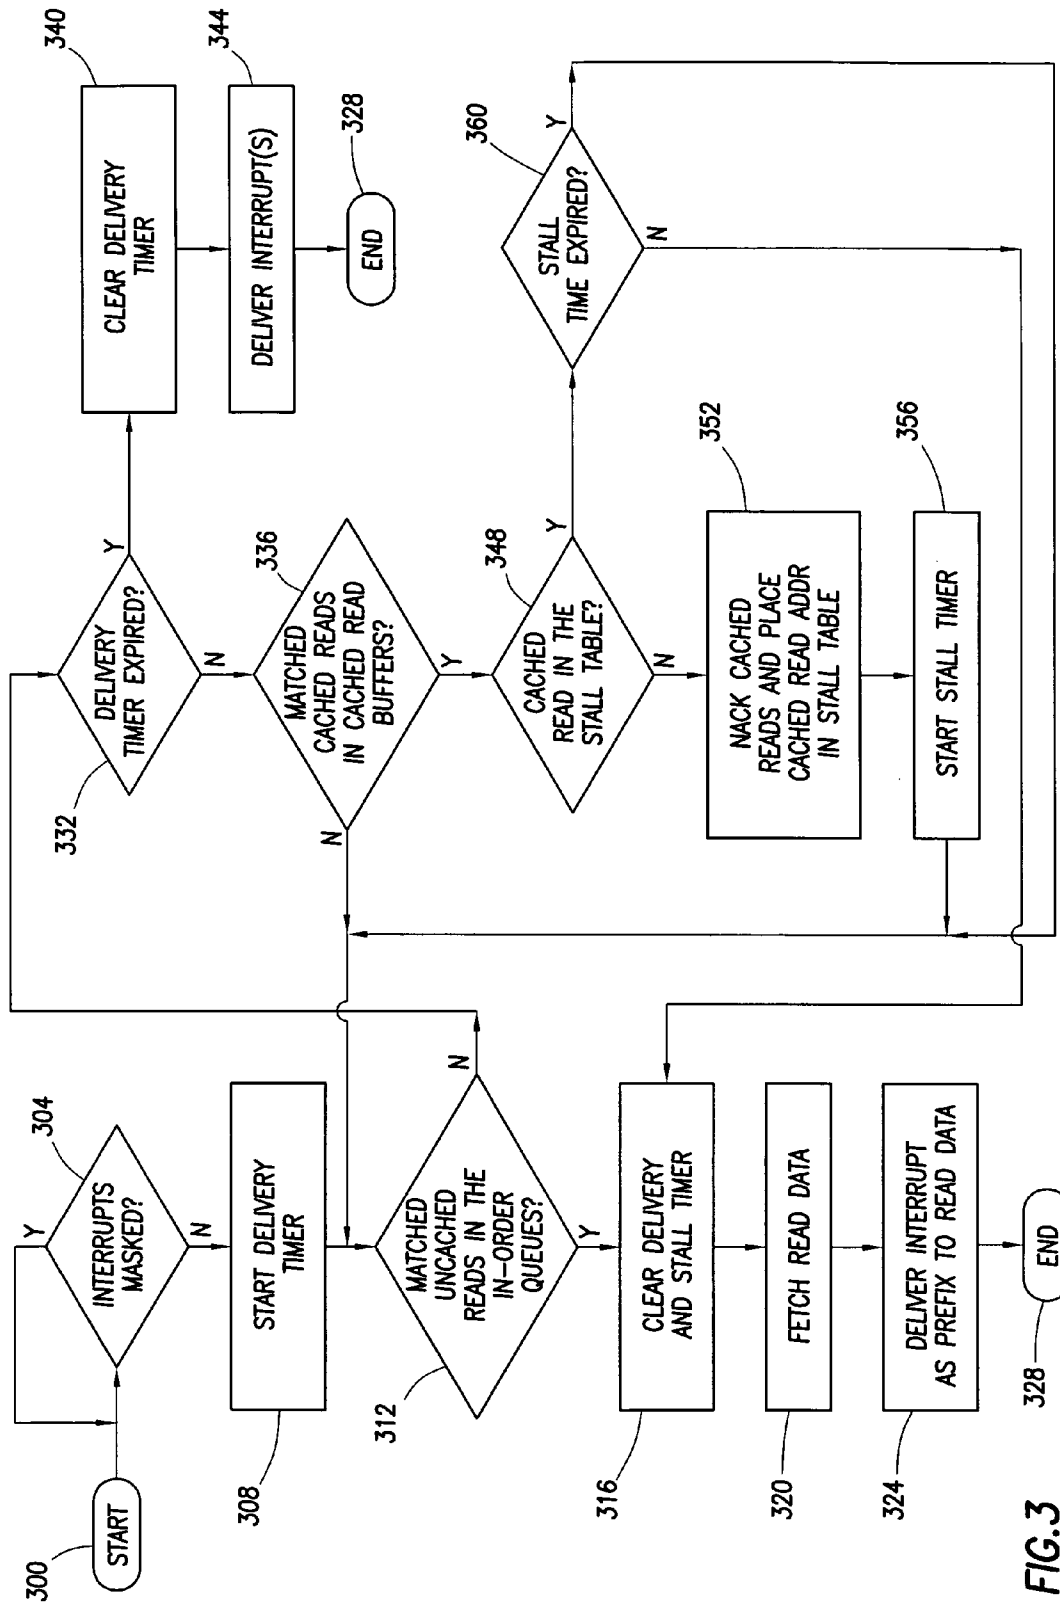 300
START
304
INTERRUPTS
MASKED?
Y
N
308
START DELIVERY
TIMER
312
MATCHED
UNCACHED
READS IN THE
IN-ORDER
QUEUES?
N
Y
316
CLEAR DELIVERY
AND STALL TIMER
320
FETCH READ DATA
324
DELIVER INTERRUPT
AS PREFIX TO READ DATA
328
END
332
DELIVERY
TIMER EXPIRED?
Y
N
336
MATCHED
CACHED READS
IN CACHED READ
BUFFERS?
N
Y
340
CLEAR DELIVERY
TIMER
344
DELIVER INTERRUPT(S)
328
END
348
CACHED
READ IN THE
STALL TABLE?
Y
N
352
NACK CACHED
READS AND PLACE
CACHED READ ADDR
IN STALL TABLE
356
START STALL TIMER
360
STALL
TIME EXPIRED?
Y
N
FIG.3